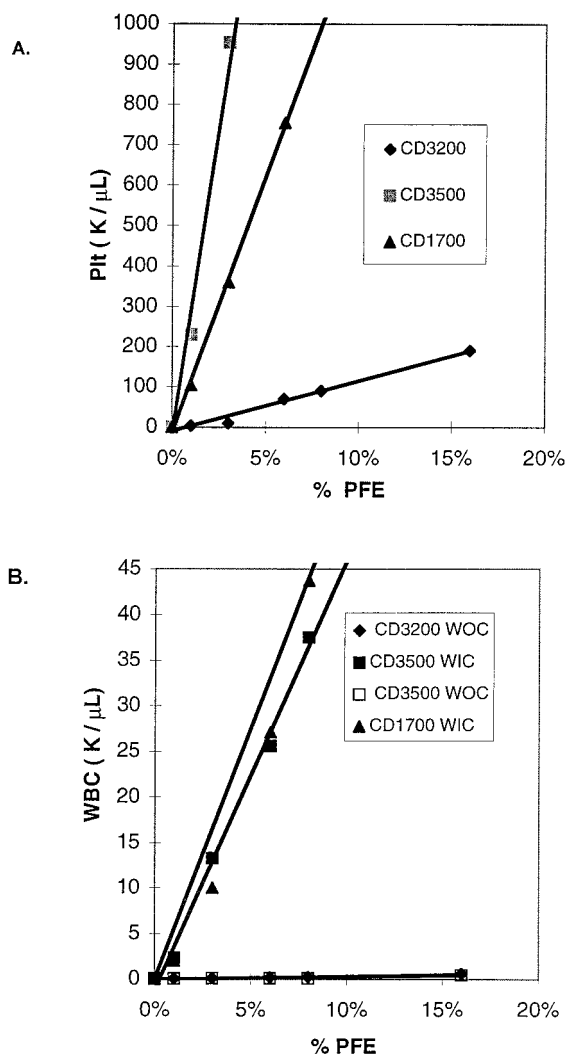 A.
1000
900
800
700
600
500
400
300
200
100
0
Plt ( K / µL)
CD3200
CD3500
CD1700
0% 5% 10% 15% 20%
% PFE
B.
45
40
35
30
25
20
15
10
5
0
WBC ( K / µL)
CD3200 WOC
CD3500 WIC
CD3500 WOC
CD1700 WIC
0% 5% 10% 15% 20%
% PFE